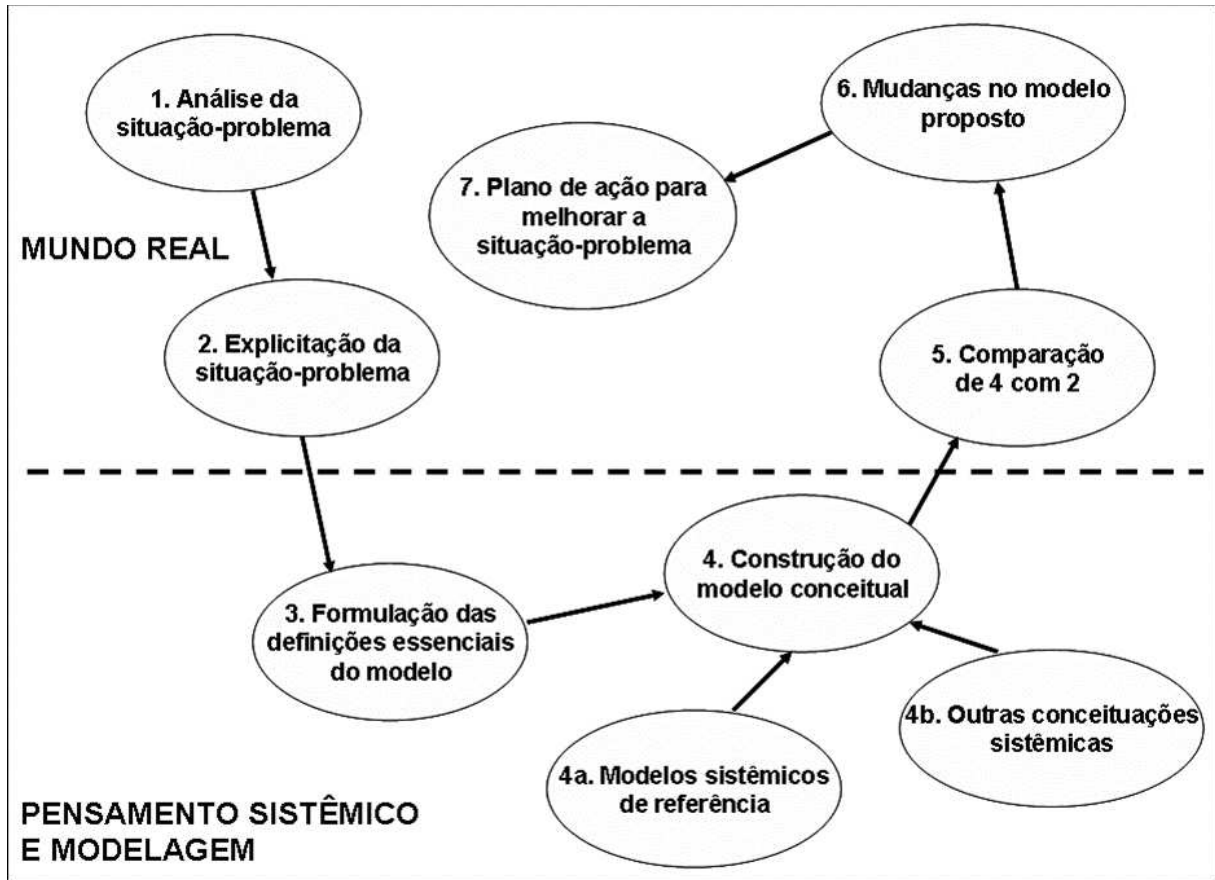 1. Análise da
situação-problema
2. Explicitação da
situação-problema
3. Formulação das
definições essenciais
do modelo
4. Construção do
modelo conceitual
4a. Modelos sistêmicos
de referência
4b. Outras conceituações
sistêmicas
5. Comparação
de 4 com 2
6. Mudanças no modelo
proposto
7. Plano de ação para
melhorar a
situação-problema
MUNDO REAL
PENSAMENTO SISTÊMICO
E MODELAGEM